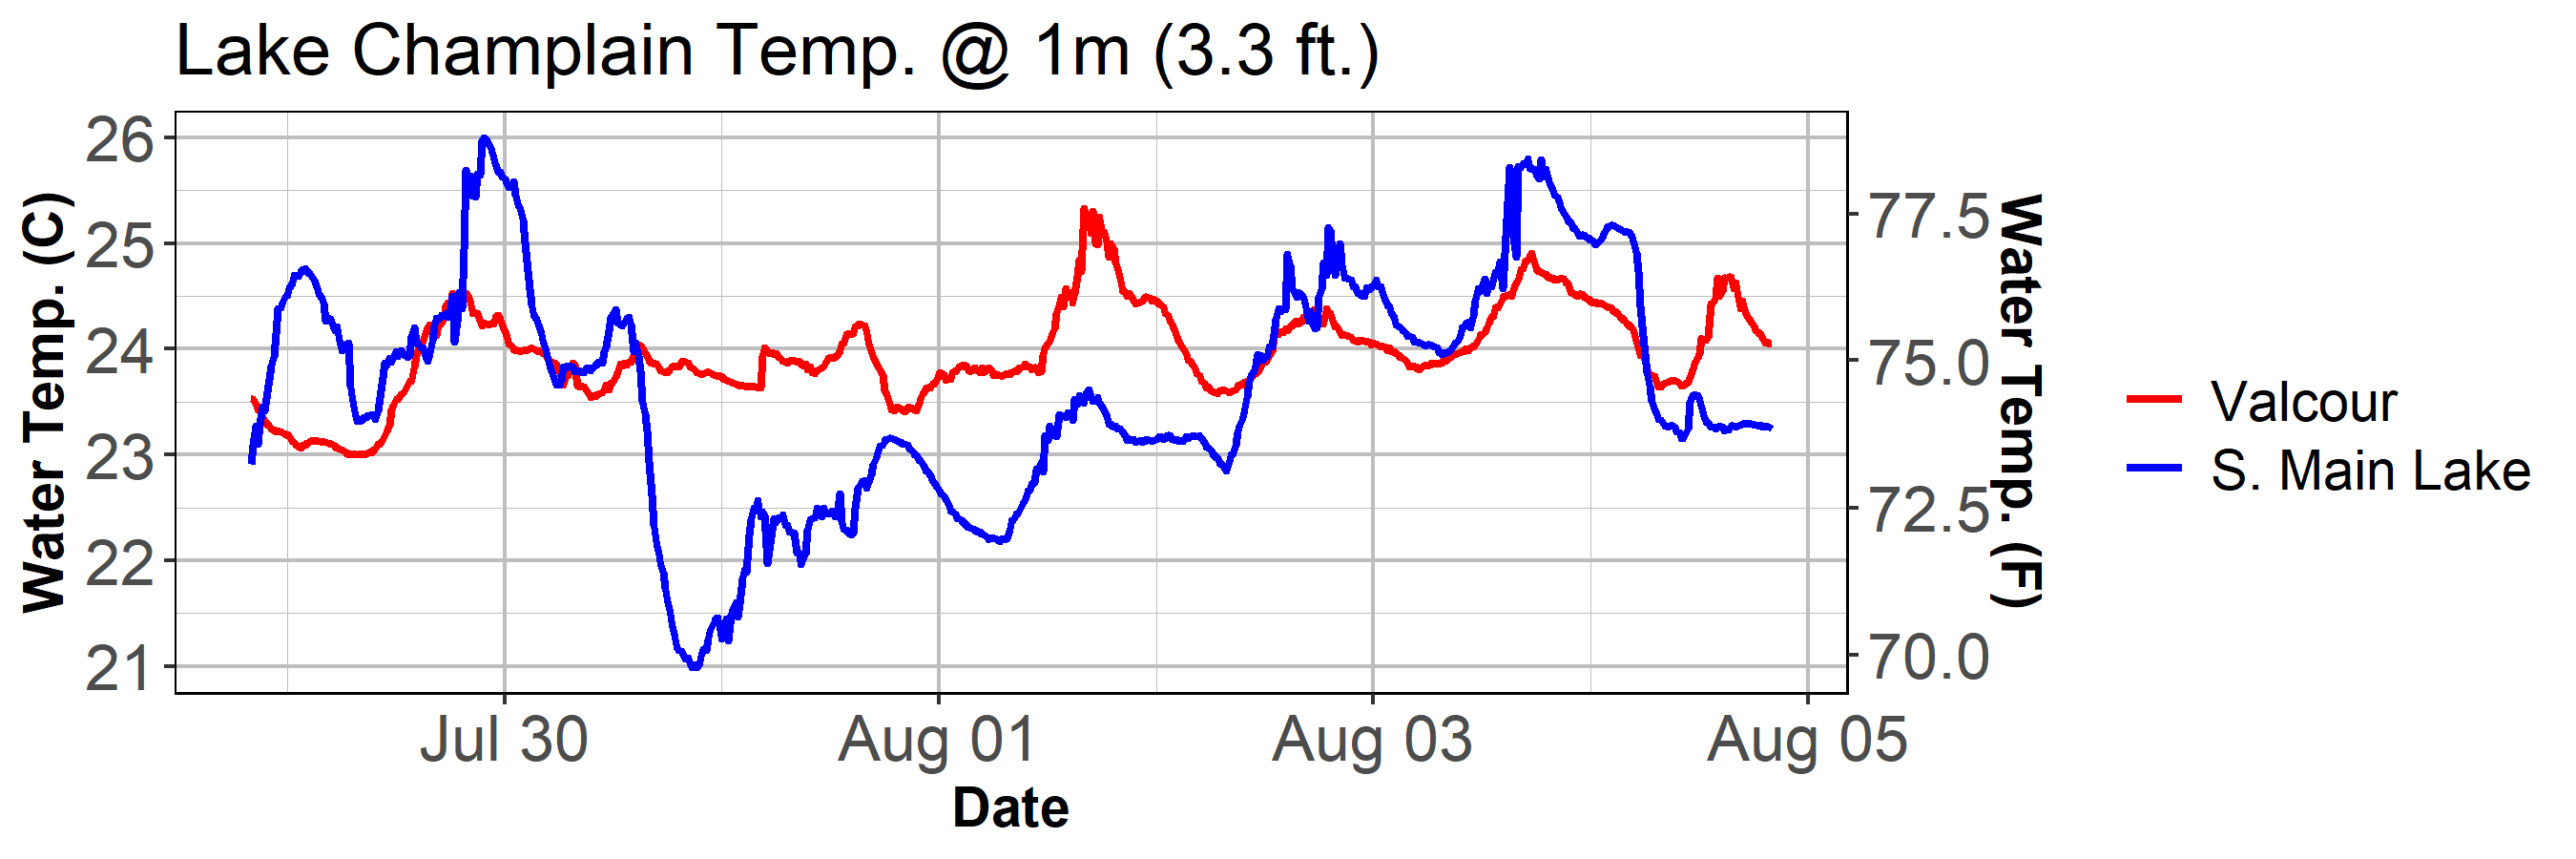 Lake Champlain Temp. @ 1m (3.3 ft.)
Water Temp. (C)
26
25
24
23
22
21
77.5
75.0
72.5
70.0
Water Temp. (F)
Jul 30
Aug 01
Aug 03
Aug 05
Date
Valcour
S. Main Lake